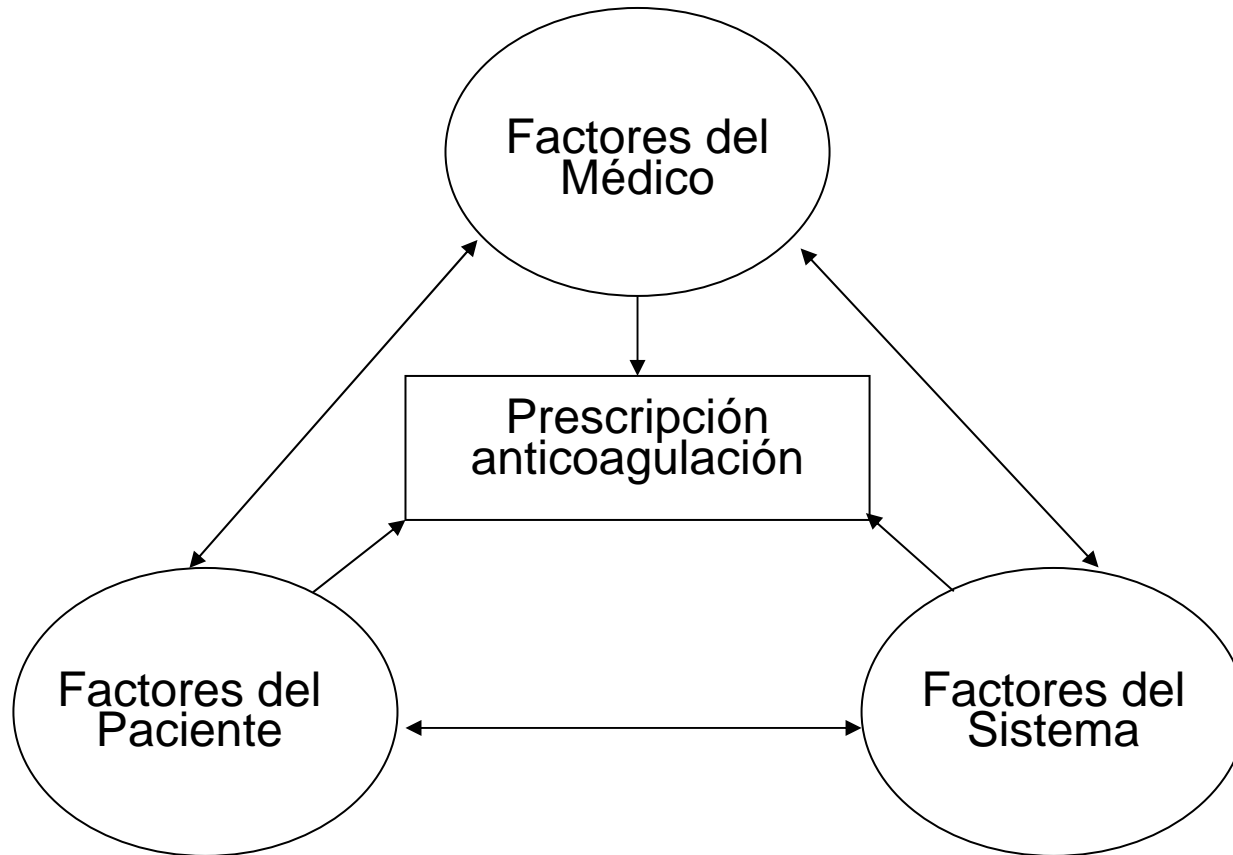 Factores del
Médico
Prescripción
anticoagulación
Factores del
Paciente
Factores del
Sistema